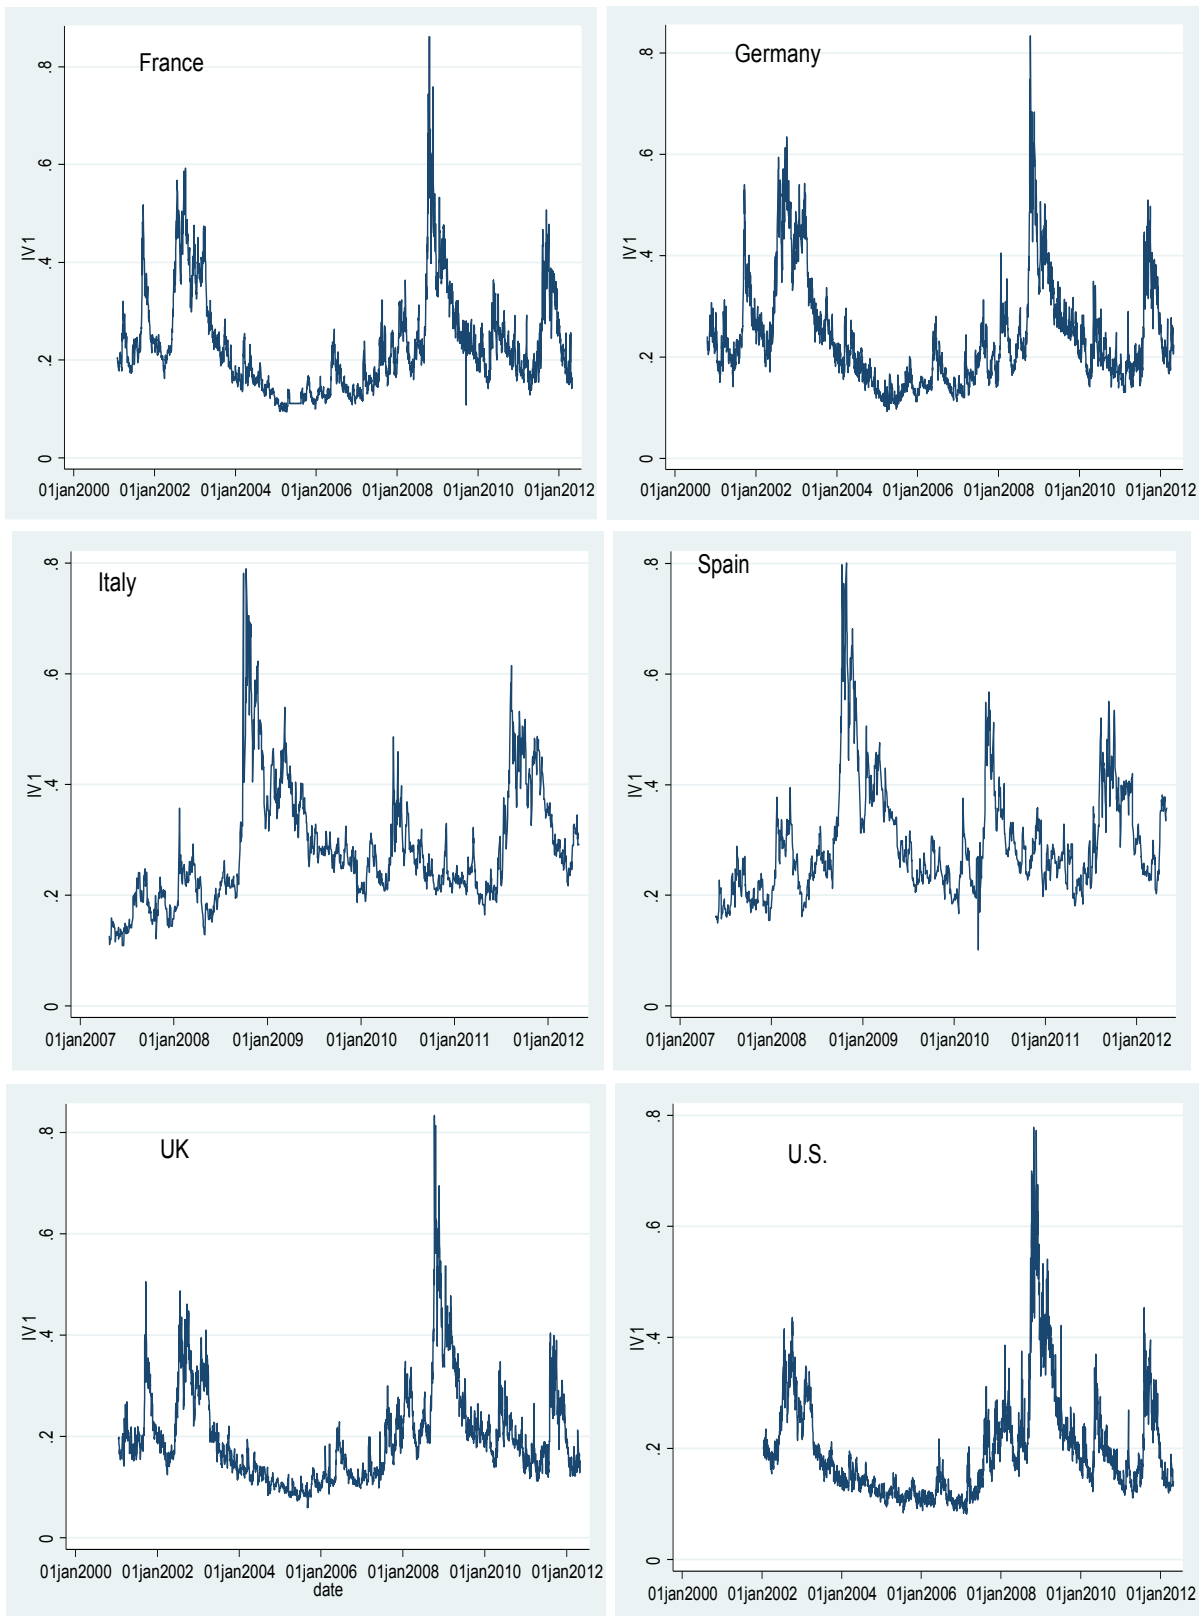 France
.8
.6
.4
.2
0
IV1
01jan2000 01jan2002 01jan2004 01jan2006 01jan2008 01jan2010 01jan2012
Germany
.8
.6
.4
.2
0
IV1
01jan2000 01jan2002 01jan2004 01jan2006 01jan2008 01jan2010 01jan2012
Italy
.8
.6
.4
.2
0
IV1
01jan2007 01jan2008 01jan2009 01jan2010 01jan2011 01jan2012
Spain
.8
.6
.4
.2
0
IV1
01jan2007 01jan2008 01jan2009 01jan2010 01jan2011 01jan2012
UK
.8
.6
.4
.2
0
IV1
01jan2000 01jan2002 01jan2004 01jan2006 01jan2008 01jan2010 01jan2012
date
U.S.
.8
.6
.4
.2
0
IV1
01jan2000 01jan2002 01jan2004 01jan2006 01jan2008 01jan2010 01jan2012